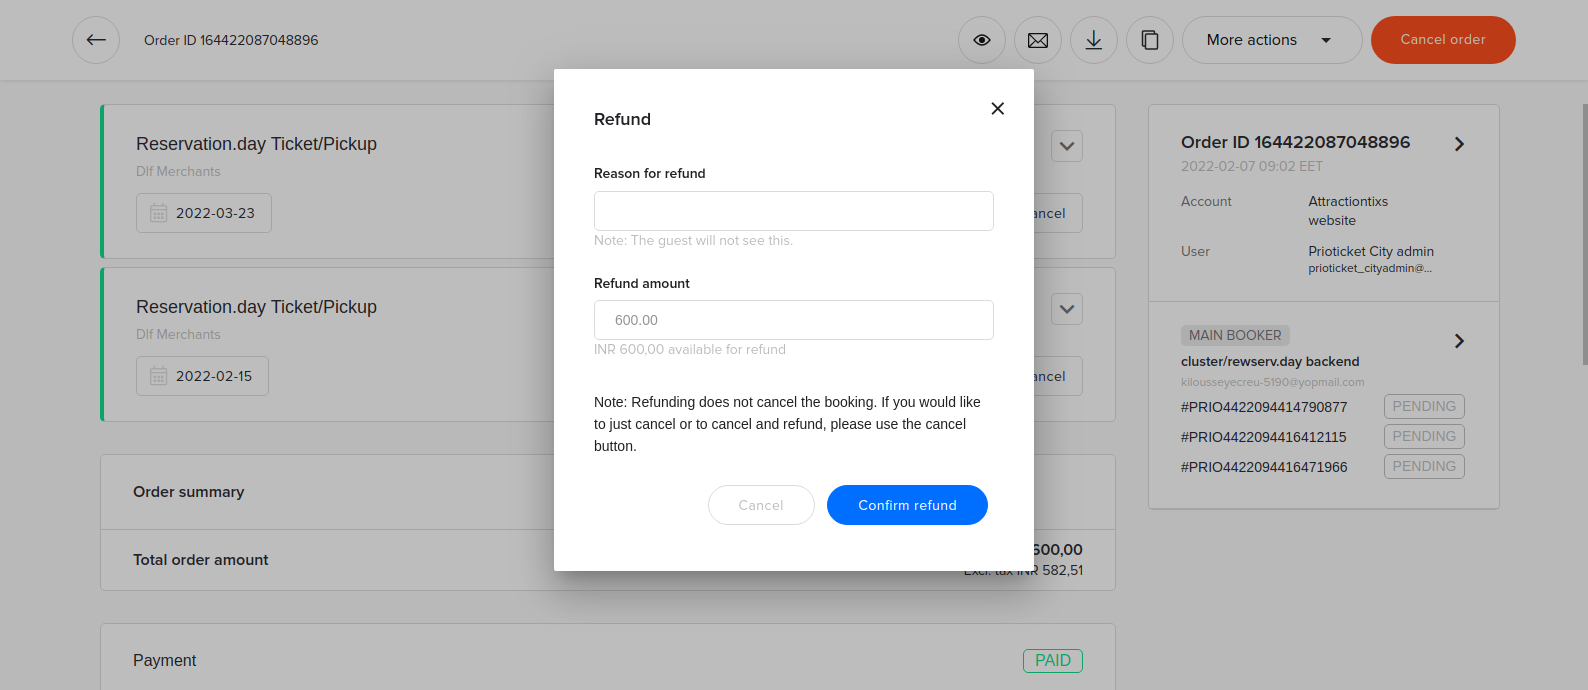 Order ID 164422087048896
More actions
Cancel order
Refund
Reason for refund
Note: The guest will not see this.
Refund amount
600.00
INR 600,00 available for refund
Note: Refunding does not cancel the booking. If you would like
to just cancel or to cancel and refund, please use the cancel
button.
Cancel
Confirm refund
Reservation.day Ticket/Pickup
Dlf Merchants
2022-03-23
ancel
Reservation.day Ticket/Pickup
Dlf Merchants
2022-02-15
ancel
Order summary
Total order amount
600,00
Excl. tax INR 582,51
Payment
PAID
Order ID 164422087048896
2022-02-07 09:02 EET
Account
Attractiontixs
website
User
Prioticket City admin
prioticket_cityadmin@...
MAIN BOOKER
cluster/rewserv.day backend
kilousseyecreu-5190@yopmail.com
#PRIO4422094414790877 PENDING
#PRIO4422094416412115 PENDING
#PRIO4422094416471966 PENDING